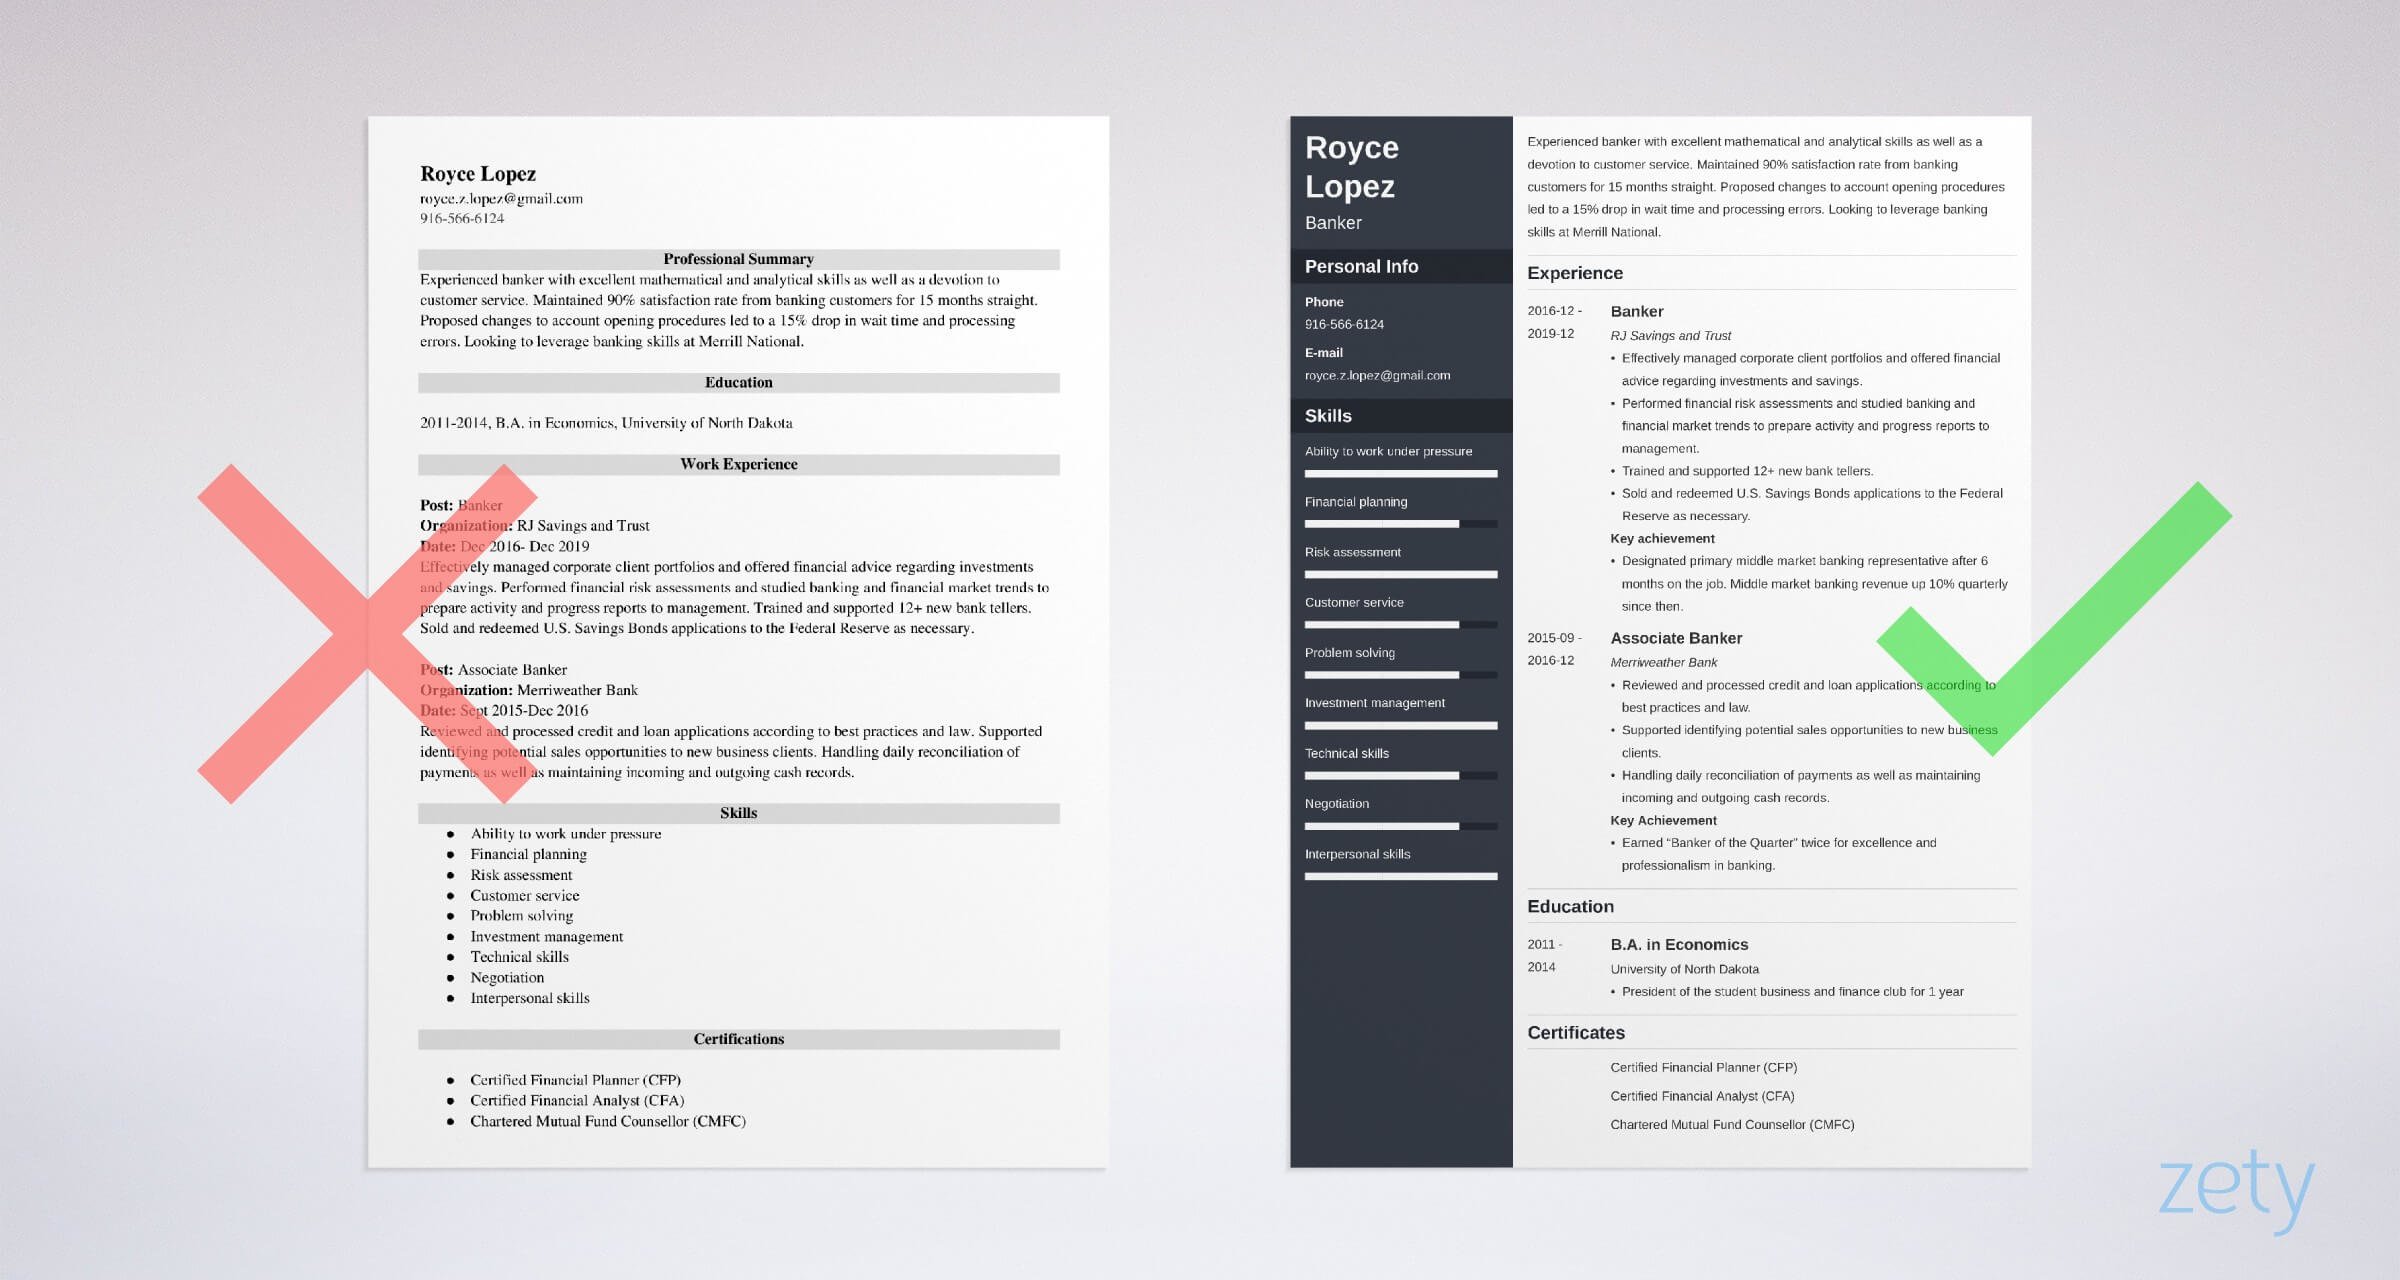 Royce Lopez
royce.z.lopez@gmail.com
916-566-6124
Professional Summary
Experienced banker with excellent mathematical and analytical skills as well as a devotion to
customer service. Maintained 90% satisfaction rate from banking customers for 15 months straight.
Proposed changes to account opening procedures led to a 15% drop in wait time and processing
errors. Looking to leverage banking skills at Merrill National.
Education
2011-2014, B.A. in Economics, University of North Dakota
Work Experience
Post: Banker
Organization: RJ Savings and Trust
Date: Dec 2016- Dec 2019
Effectively managed corporate client portfolios and offered financial advice regarding investments
and savings. Performed financial risk assessments and studied banking and financial market trends to
prepare activity and progress reports to management. Trained and supported 12+ new bank tellers.
Sold and redeemed U.S. Savings Bonds applications to the Federal Reserve as necessary.
Post: Associate Banker
Organization: Merriweather Bank
Date: Sept 2015-Dec 2016
Reviewed and processed credit and loan applications according to best practices and law. Supported
identifying potential sales opportunities to new business clients. Handling daily reconciliation of
payments as well as maintaining incoming and outgoing cash records.
Skills
● Ability to work under pressure
● Financial planning
● Risk assessment
● Customer service
● Problem solving
● Investment management
● Technical skills
● Negotiation
● Interpersonal skills
Certifications
● Certified Financial Planner (CFP)
● Certified Financial Analyst (CFA)
● Chartered Mutual Fund Counsellor (CMFC)
Royce
Lopez
Banker
Personal Info
Phone
916-566-6124
E-mail
royce.z.lopez@gmail.com
Skills
Ability to work under pressure
Financial planning
Risk assessment
Customer service
Problem solving
Investment management
Technical skills
Negotiation
Interpersonal skills
Experienced banker with excellent mathematical and analytical skills as well as a
devotion to customer service. Maintained 90% satisfaction rate from banking
customers for 15 months straight. Proposed changes to account opening procedures
led to a 15% drop in wait time and processing errors. Looking to leverage banking
skills at Merrill National.
Experience
2016-12 -
2019-12
Banker
RJ Savings and Trust
• Effectively managed corporate client portfolios and offered financial
advice regarding investments and savings.
• Performed financial risk assessments and studied banking and
financial market trends to prepare activity and progress reports to
management.
• Trained and supported 12+ new bank tellers.
• Sold and redeemed U.S. Savings Bonds applications to the Federal
Reserve as necessary.
Key achievement
• Designated primary middle market banking representative after 6
months on the job. Middle market banking revenue up 10% quarterly
since then.
2015-09 -
2016-12
Associate Banker
Merriweather Bank
• Reviewed and processed credit and loan applications according to
best practices and law.
• Supported identifying potential sales opportunities to new business
clients.
• Handling daily reconciliation of payments as well as maintaining
incoming and outgoing cash records.
Key Achievement
• Earned “Banker of the Quarter” twice for excellence and
professionalism in banking.
Education
2011 -
2014
B.A. in Economics
University of North Dakota
• President of the student business and finance club for 1 year
Certificates
Certified Financial Planner (CFP)
Certified Financial Analyst (CFA)
Chartered Mutual Fund Counsellor (CMFC)
zety